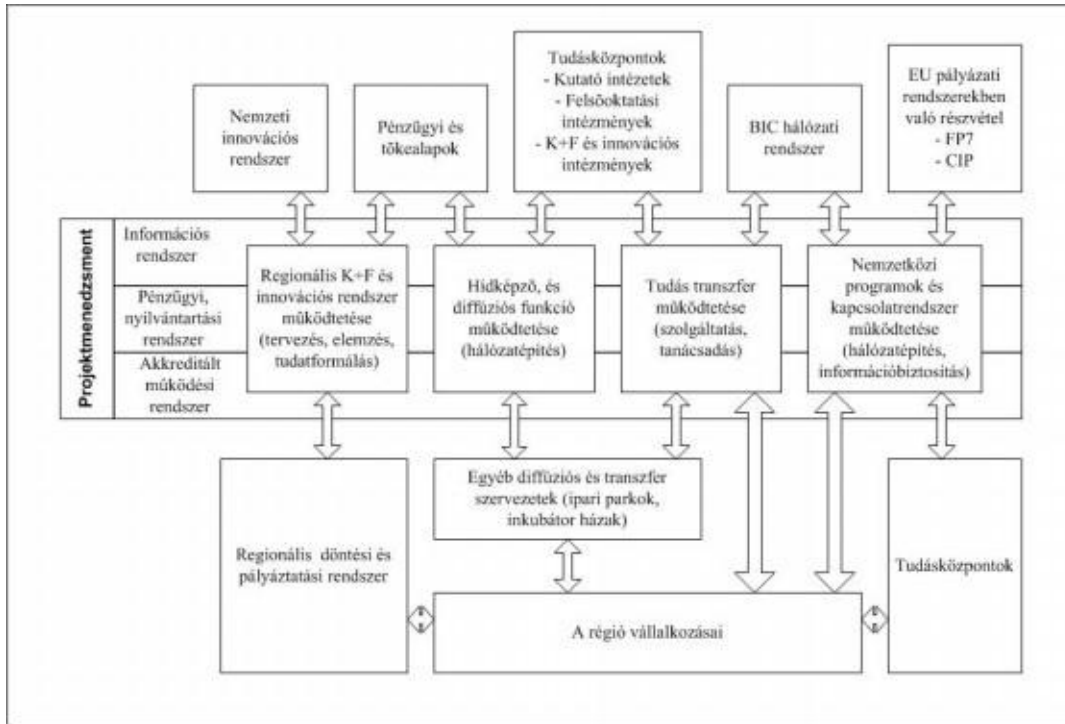 Nemzeti
innovációs
rendszer
Pénzügyi és
tőkealapok
Tudásközpontok
- Kutató intézetek
- Felsőoktatási
intézmények
- K+F és innovációs
intézmények
BIC hálózati
rendszer
EU pályázati
rendszerekben
való részvétel
- FP7
- CIP
Projektmenedzsment
Információs
rendszer
Pénzügyi,
nyilvántartási
rendszer
Akkreditált
működési
rendszer
Regionális K+F és
innovációs rendszer
működtetése
(tervezés, elemzés,
tudatformálás)
Hídképző, és
diffúziós funkció
működtetése
(hálózatépítés)
Tudás transzfer
működtetése
(szolgáltatás,
tanácsadás)
Nemzetközi
programok és
kapcsolatrendszer
működtetése
(hálózatépítés,
információbiztosítás)
Regionális döntési és
pályáztatási rendszer
Egyéb diffúziós és transzfer
szervezetek (ipari parkok,
inkubátor házak)
A régió vállalkozásai
Tudásközpontok